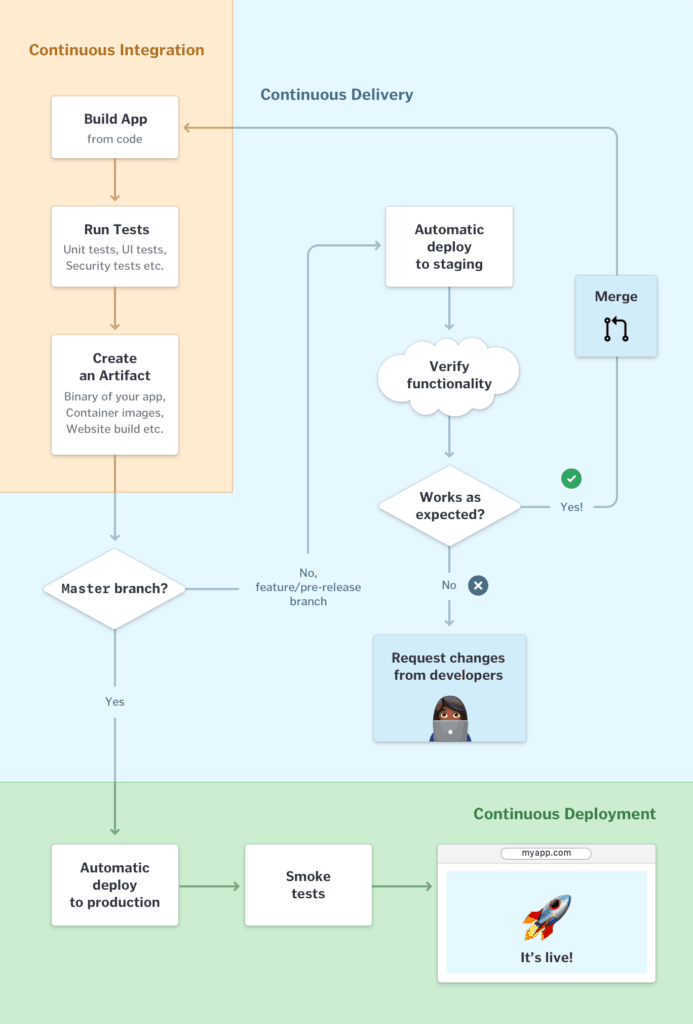 Continuous Integration
Continuous Delivery
Build App
from code
Run Tests
Unit tests, UI tests,
Security tests etc.
Create
an Artifact
Binary of your app,
Container images,
Website build etc.
Master branch?
No,
feature/pre-release
branch
Yes
Automatic
deploy
to staging
Verify
functionality
Works as
expected?
Yes!
Merge
No
Request changes
from developers
Continuous Deployment
Automatic
deploy
to production
Smoke
tests
myapp.com
It's live!